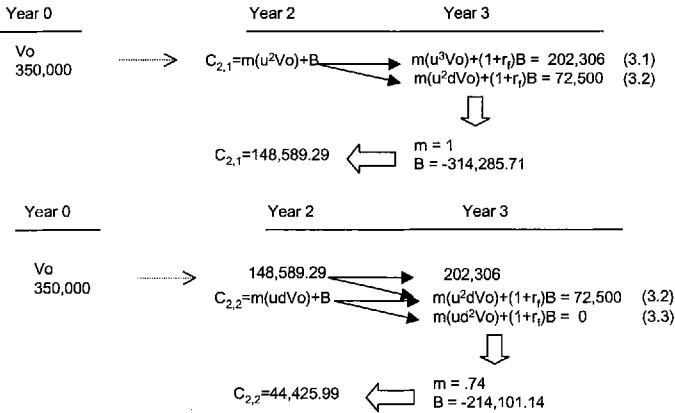 Year 0 Year 2 Year 3
Vo
350,000
C2,1=m(u²Vo)+B
m(u³Vo)+(1+rf)B = 202,306 (3.1)
m(u²dVo)+(1+rf)B = 72,500 (3.2)
C2,1=148,589.29
m = 1
B = -314,285.71
Year 0 Year 2 Year 3
Vo
350,000
148,589.29 202,306
C2,2=m(udVo)+B m(u²dVo)+(1+rf)B = 72,500 (3.2)
m(ud²Vo)+(1+rf)B = 0 (3.3)
C2,2=44,425.99
m = .74
B = -214,101.14